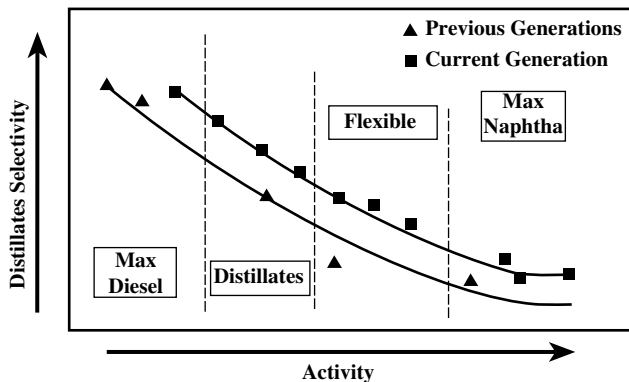 Previous Generations
Current Generation
Max
Naphtha
Flexible
Distillates Selectivity
Max
Diesel
Distillates
Activity